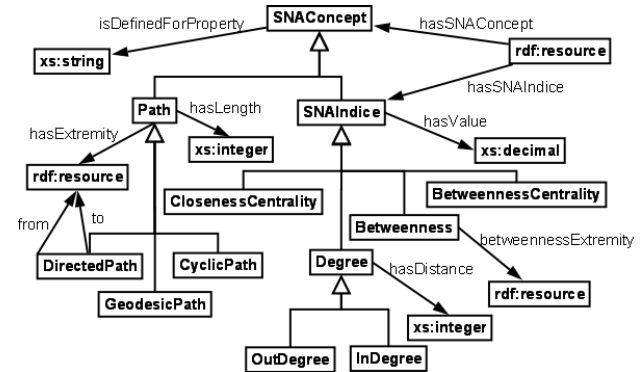 SNAConcept
isDefinedForProperty
hasSNAConcept
xs:string
rdf:resource
hasSNAIndice
Path
hasLength
SNAIndice
hasValue
hasExtremity
xs:integer
xs:decimal
rdf:resource
ClosenessCentrality
BetweennessCentrality
from
to
Betweenness
betweennessExtremity
DirectedPath
CyclicPath
Degree
hasDistance
rdf:resource
GeodesicPath
xs:integer
OutDegree
InDegree